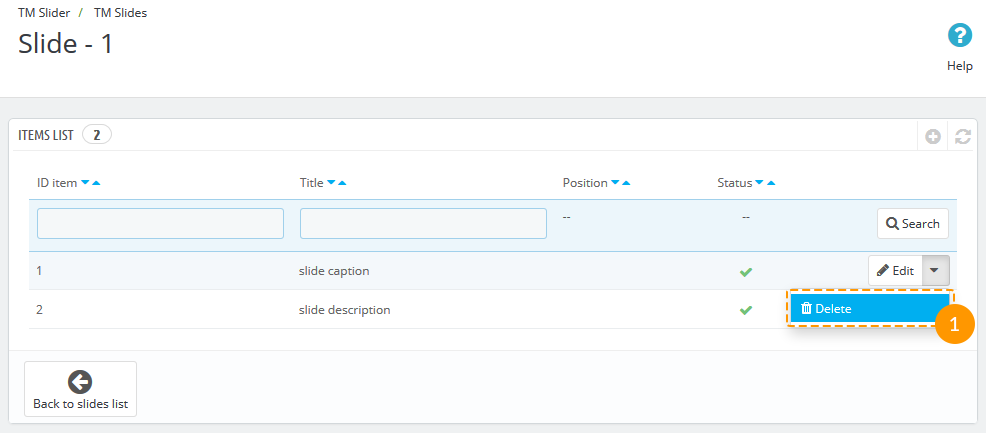 TM Slider / TM Slides
Slide - 1
Help
ITEMS LIST 2
ID item Title Position Status
-- -- Search
1 slide caption Edit
2 slide description Delete
1
Back to slides list